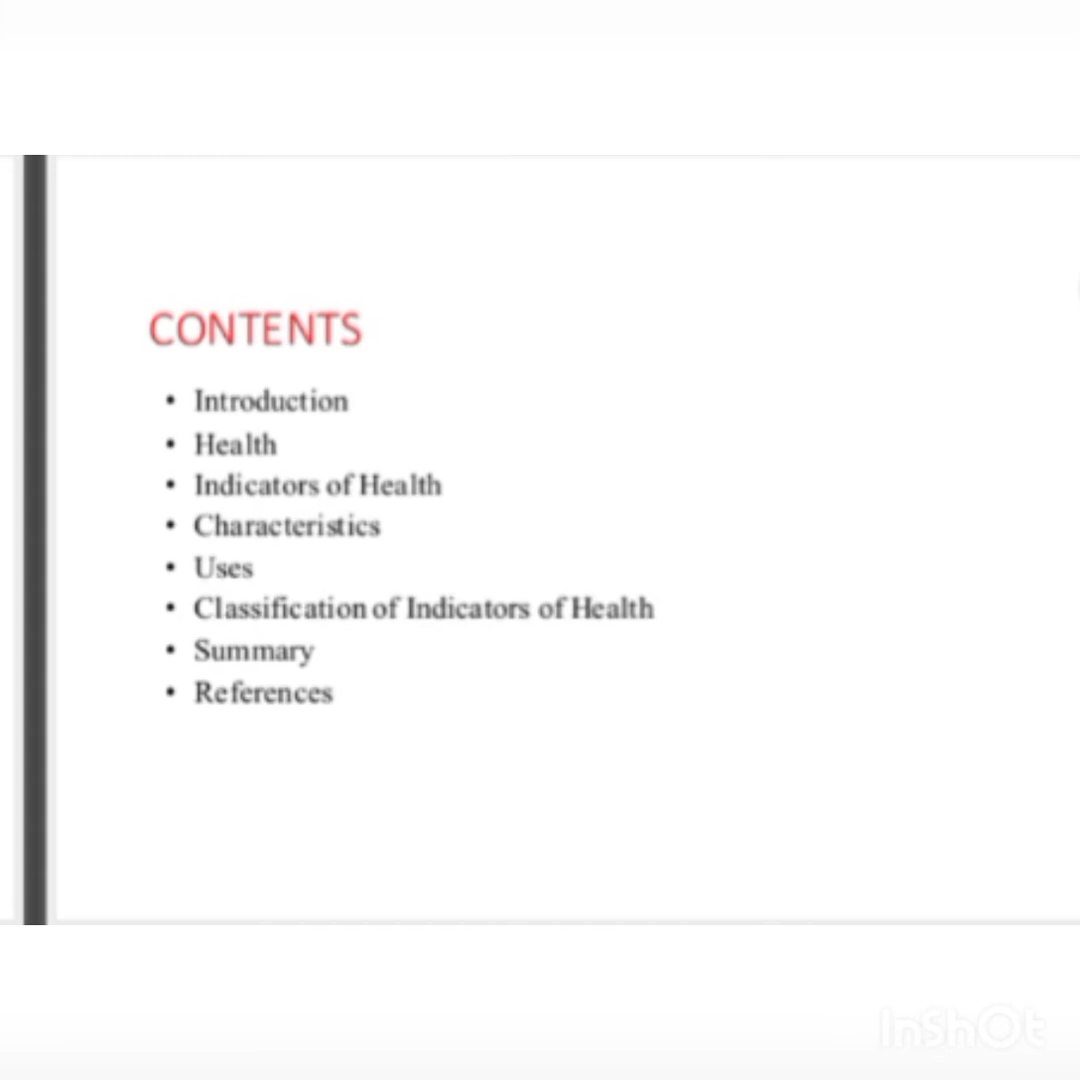 CONTENTS
• Introduction
• Health
• Indicators of Health
• Characteristics
• Uses
• Classification of Indicators of Health
• Summary
• References
InShOt